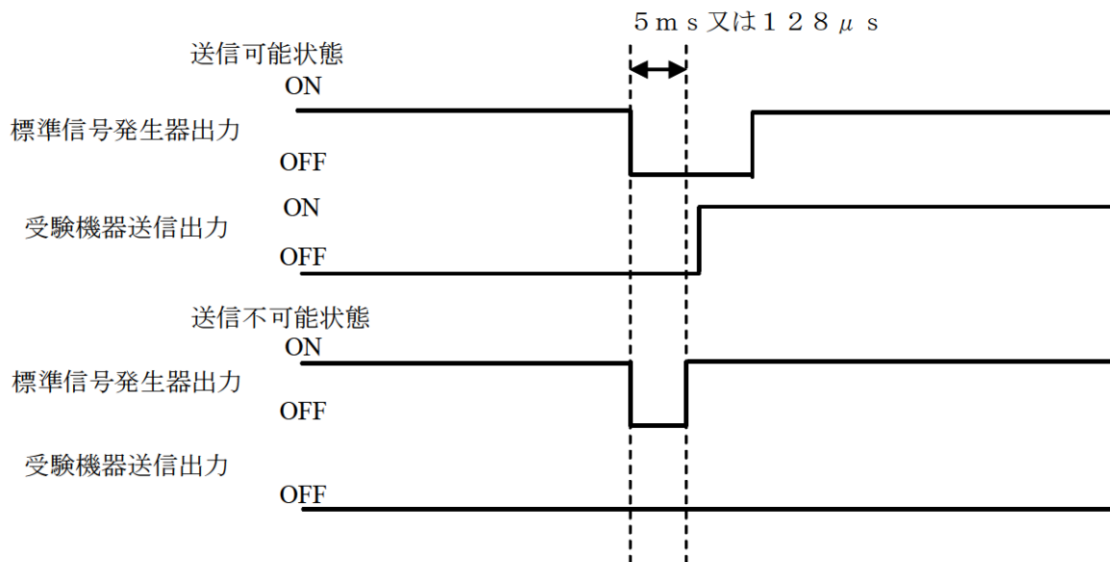 5ms又は128μs
送信可能状態
ON
標準信号発生器出力
OFF
ON
受験機器送信出力
OFF
送信不可能状態
ON
標準信号発生器出力
OFF
受験機器送信出力
OFF